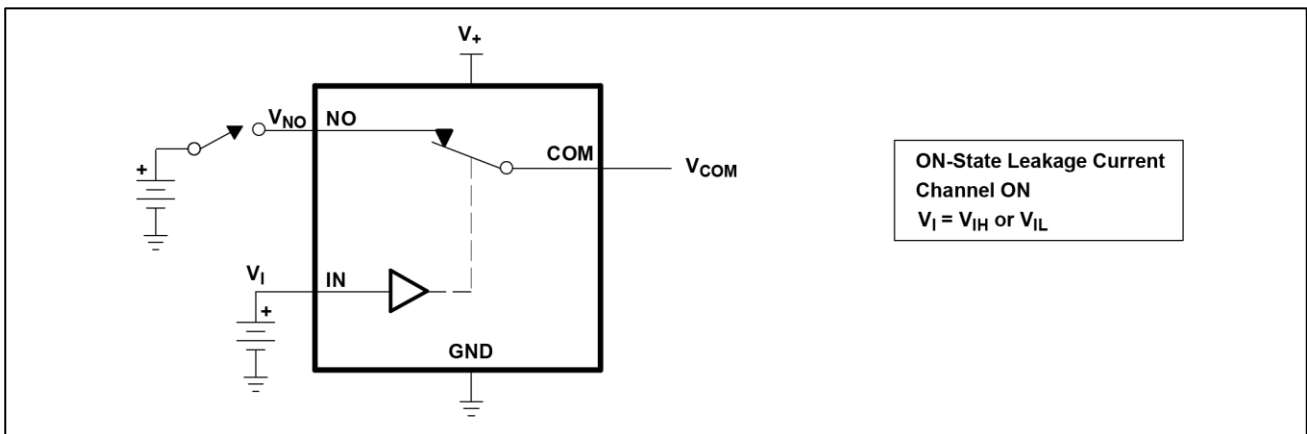 V+
VNO NO
COM
VCOM
+
VI IN
+
GND
ON-State Leakage Current
Channel ON
VI = VIH or VIL